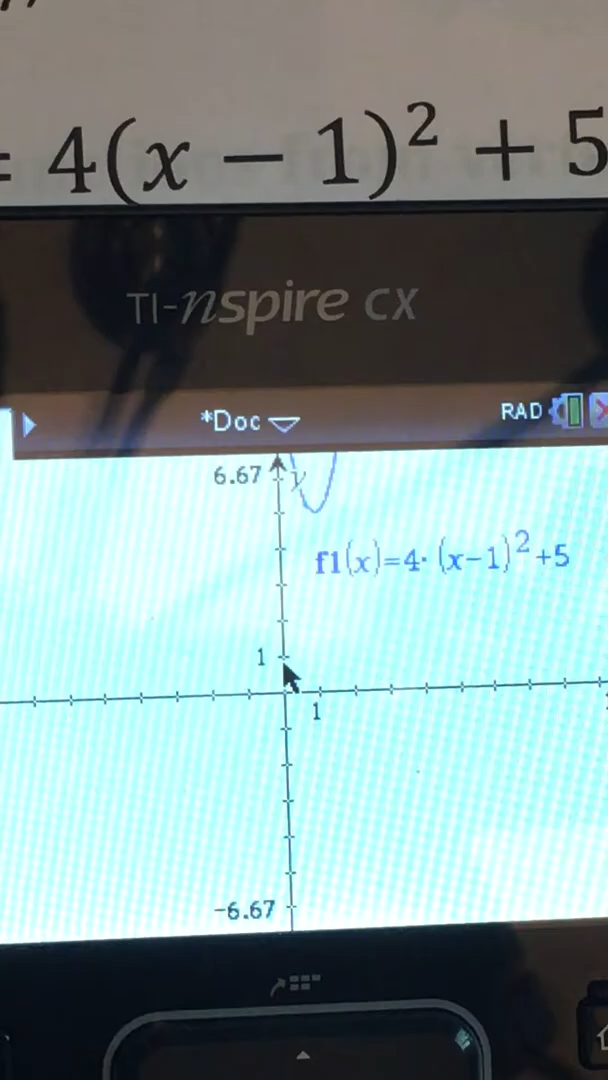 = 4(x − 1)² + 5
TI-nspire CX
*Doc RAD
6.67 y
f1(x)=4· (x−1)²+5
1
1
-6.67